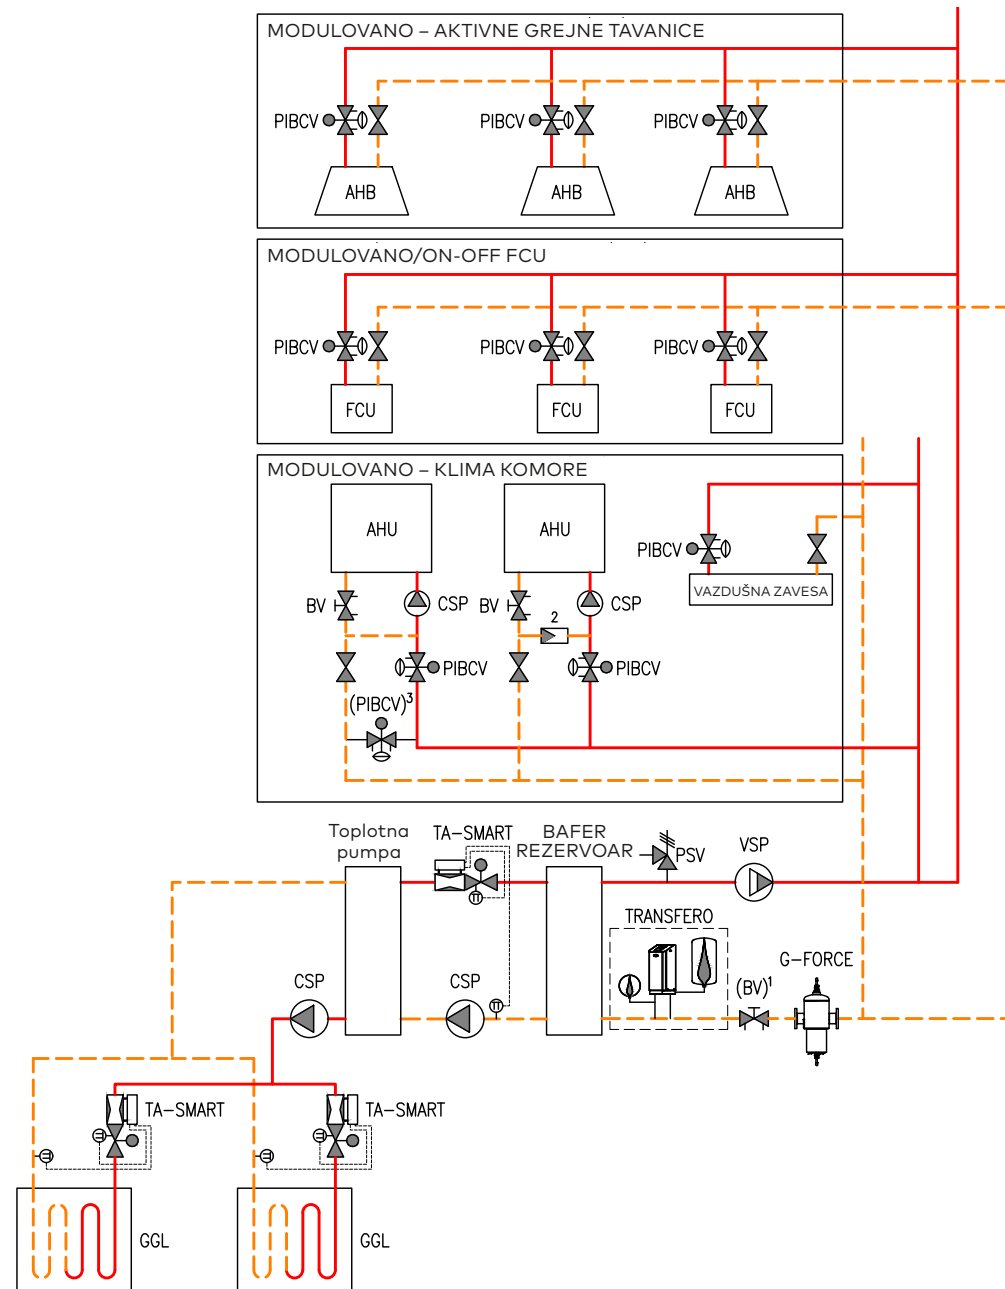 MODULOVANO – AKTIVNE GREJNE TAVANICE
PIBCV
PIBCV
PIBCV
AHB
AHB
AHB
MODULOVANO/ON-OFF FCU
PIBCV
PIBCV
PIBCV
FCU
FCU
FCU
MODULOVANO – KLIMA KOMORE
AHU
AHU
PIBCV
VAZDUŠNA ZAVESA
BV
CSP
BV
2
CSP
PIBCV
PIBCV
(PIBCV)³
Toplotna
pumpa
TA-SMART
BAFER
REZERVOAR
PSV
VSP
TRANSFERO
G-FORCE
CSP
CSP
(BV)¹
TA-SMART
TA-SMART
GGL
GGL